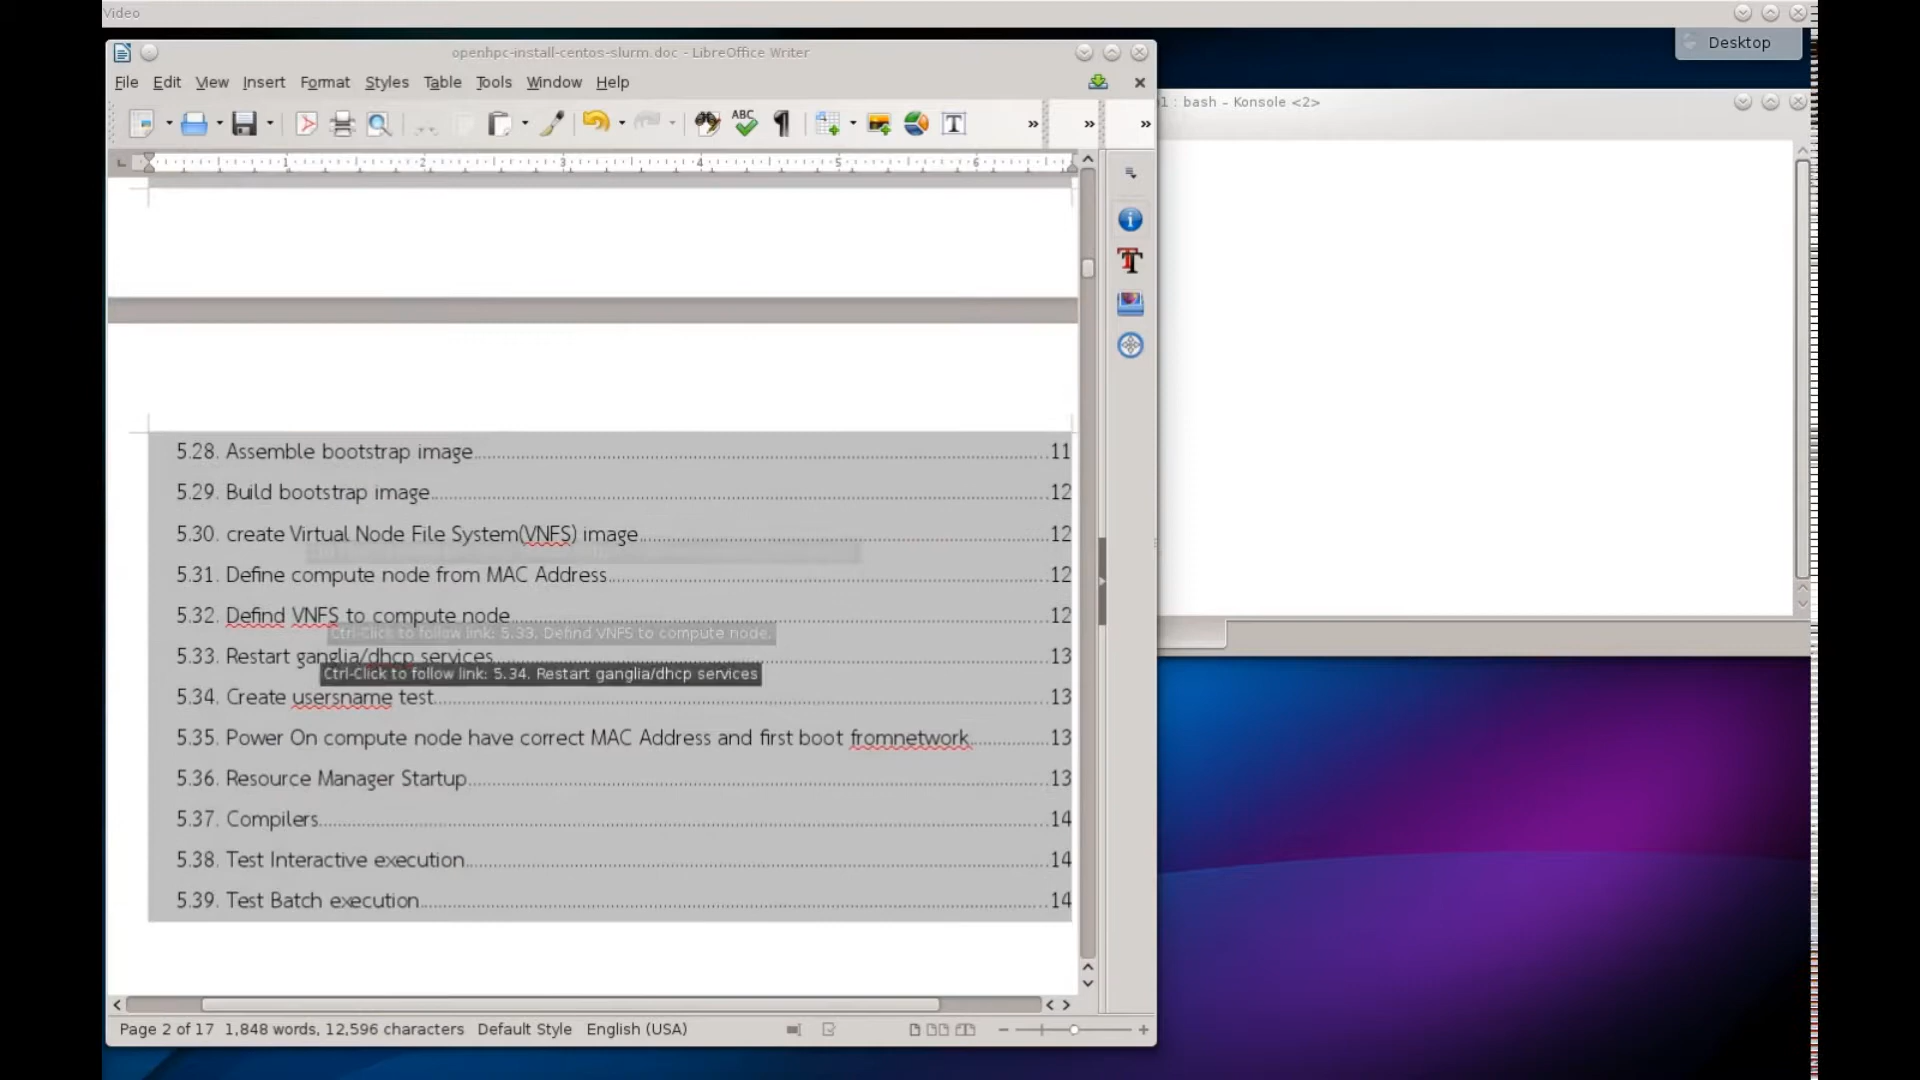 Video
Desktop
openhpc-install-centos-slurm.doc - LibreOffice Writer
File Edit View Insert Format Styles Table Tools Window Help
1 : bash – Konsole <2>
ABC
1 2 3 4 5 6
5.28. Assemble bootstrap image 11
5.29. Build bootstrap image 12
5.30. create Virtual Node File System(VNFS) image 12
5.31. Define compute node from MAC Address 12
5.32. Defind VNFS to compute node 12
Ctrl-Click to follow link: 5.33. Defind VNFS to compute node.
5.33. Restart ganglia/dhcp services 13
Ctrl-Click to follow link: 5.34. Restart ganglia/dhcp services
5.34. Create usersname test 13
5.35. Power On compute node have correct MAC Address and first boot fromnetwork 13
5.36. Resource Manager Startup 13
5.37. Compilers 14
5.38. Test Interactive execution 14
5.39. Test Batch execution 14
Page 2 of 17 1,848 words, 12,596 characters Default Style English (USA)